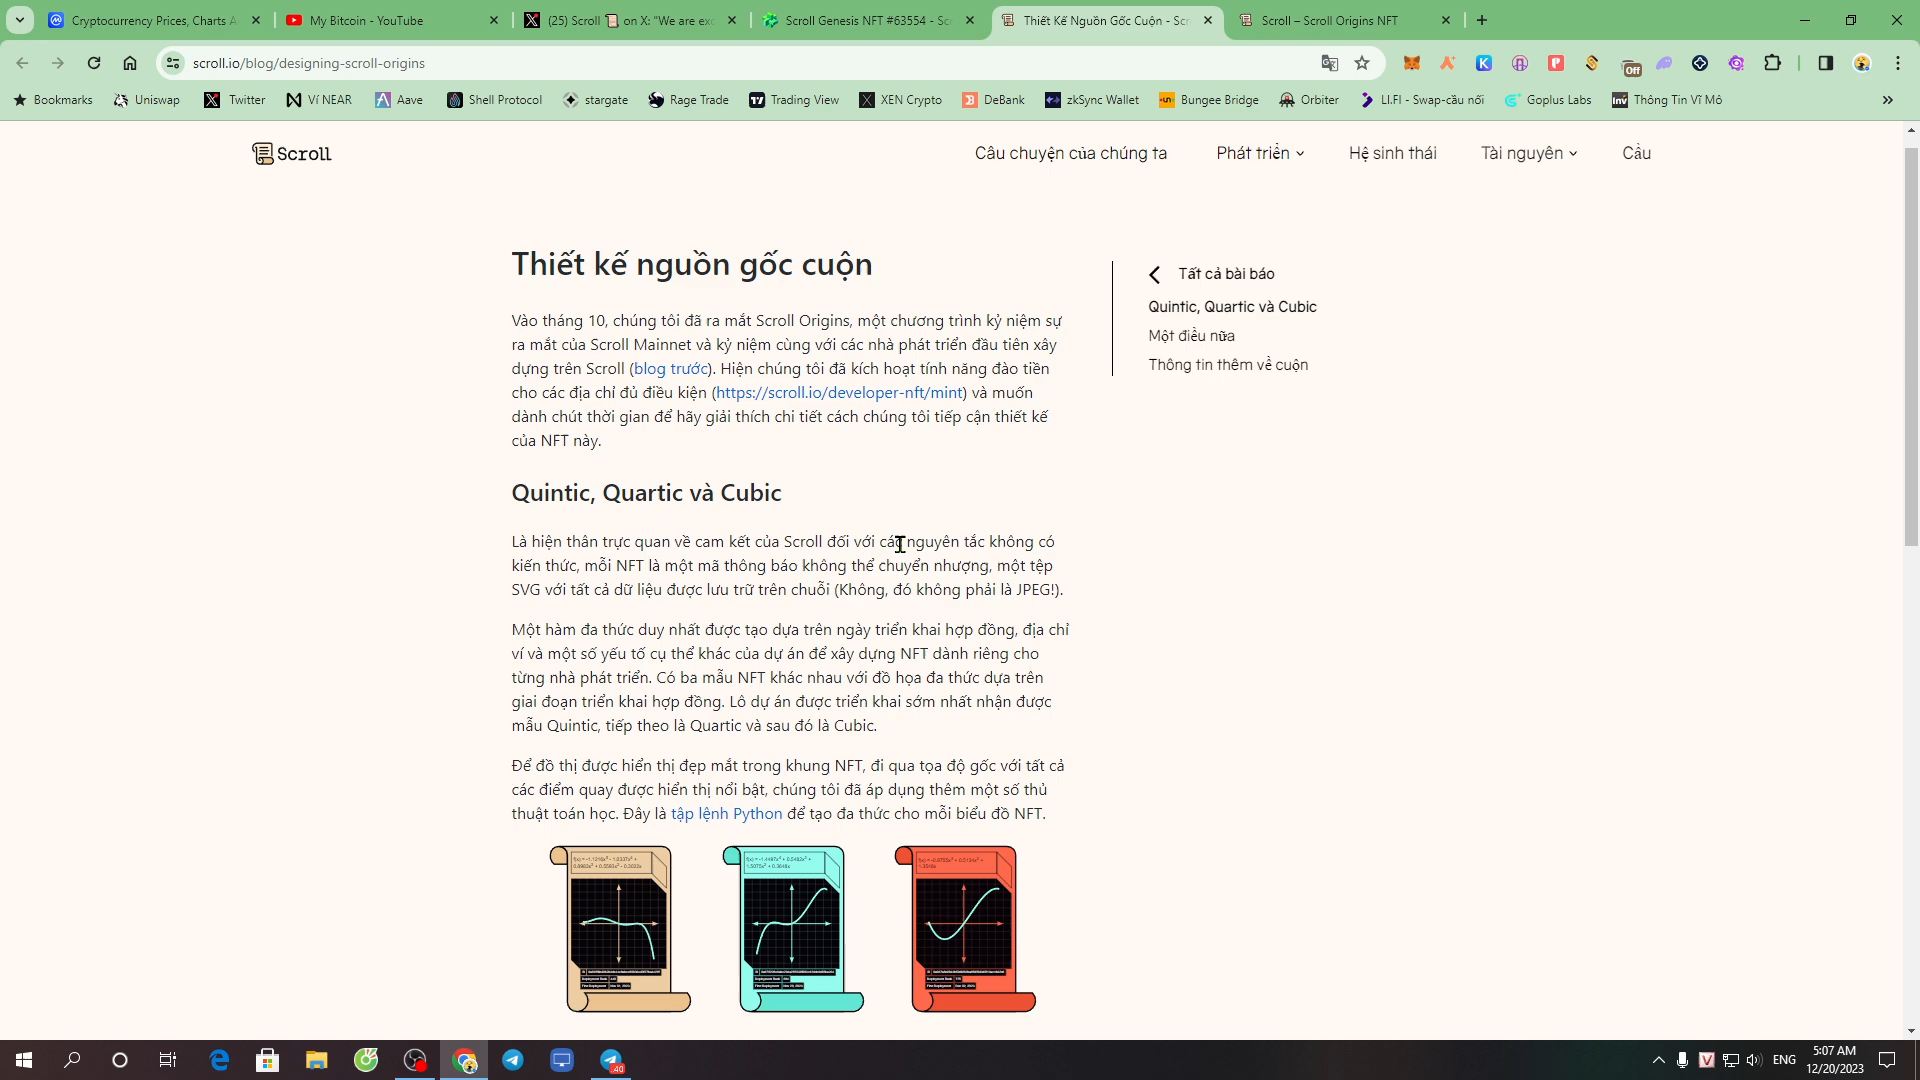 Cryptocurrency Prices, Charts A
My Bitcoin - YouTube
(25) Scroll 📜 on X: "We are exc
Scroll Genesis NFT #63554 - Sc
Thiết Kế Nguồn Gốc Cuộn - Scr
Scroll – Scroll Origins NFT
scroll.io/blog/designing-scroll-origins
Off
Bookmarks
Uniswap
Twitter
Ví NEAR
Aave
Shell Protocol
stargate
Rage Trade
Trading View
XEN Crypto
DeBank
zkSync Wallet
Bungee Bridge
Orbiter
LI.FI - Swap-cầu nối
Goplus Labs
Thông Tin Vĩ Mô
Scroll
Câu chuyện của chúng ta
Phát triển
Hệ sinh thái
Tài nguyên
Cầu
Thiết kế nguồn gốc cuộn
Vào tháng 10, chúng tôi đã ra mắt Scroll Origins, một chương trình kỷ niệm sự
ra mắt của Scroll Mainnet và kỷ niệm cùng với các nhà phát triển đầu tiên xây
dựng trên Scroll (blog trước). Hiện chúng tôi đã kích hoạt tính năng đào tiền
cho các địa chỉ đủ điều kiện (https://scroll.io/developer-nft/mint) và muốn
dành chút thời gian để hãy giải thích chi tiết cách chúng tôi tiếp cận thiết kế
của NFT này.
Tất cả bài báo
Quintic, Quartic và Cubic
Một điều nữa
Thông tin thêm về cuộn
Quintic, Quartic và Cubic
Là hiện thân trực quan về cam kết của Scroll đối với các nguyên tắc không có
kiến thức, mỗi NFT là một mã thông báo không thể chuyển nhượng, một tệp
SVG với tất cả dữ liệu được lưu trữ trên chuỗi (Không, đó không phải là JPEG!).
Một hàm đa thức duy nhất được tạo dựa trên ngày triển khai hợp đồng, địa chỉ
ví và một số yếu tố cụ thể khác của dự án để xây dựng NFT dành riêng cho
từng nhà phát triển. Có ba mẫu NFT khác nhau với đồ họa đa thức dựa trên
giai đoạn triển khai hợp đồng. Lô dự án được triển khai sớm nhất nhận được
mẫu Quintic, tiếp theo là Quartic và sau đó là Cubic.
Để đồ thị được hiển thị đẹp mắt trong khung NFT, đi qua tọa độ gốc với tất cả
các điểm quay được hiển thị nổi bật, chúng tôi đã áp dụng thêm một số thủ
thuật toán học. Đây là tập lệnh Python để tạo đa thức cho mỗi biểu đồ NFT.
40
ENG
5:07 AM
12/20/2023